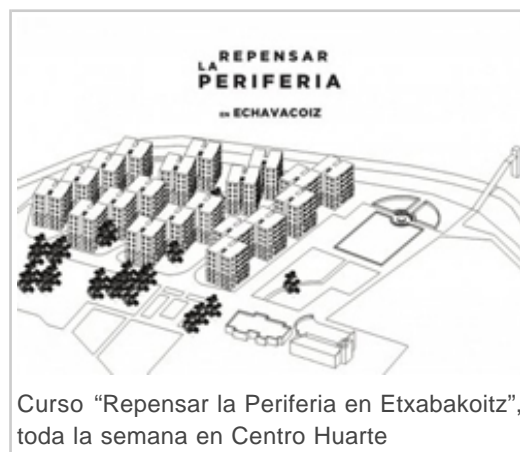 REPENSAR
LA
PERIFERIA
EN ECHAVACOIZ
Curso “Repensar la Periferia en Etxabakoitz”,
toda la semana en Centro Huarte